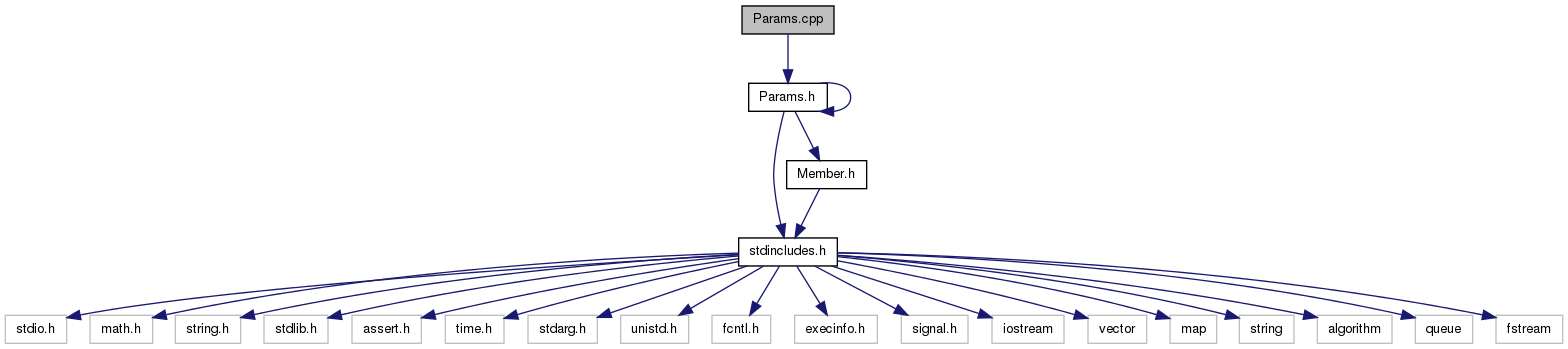 Params.cpp
Params.h
Member.h
stdincludes.h
stdio.h
math.h
string.h
stdlib.h
assert.h
time.h
stdarg.h
unistd.h
fcntl.h
execinfo.h
signal.h
iostream
vector
map
string
algorithm
queue
fstream